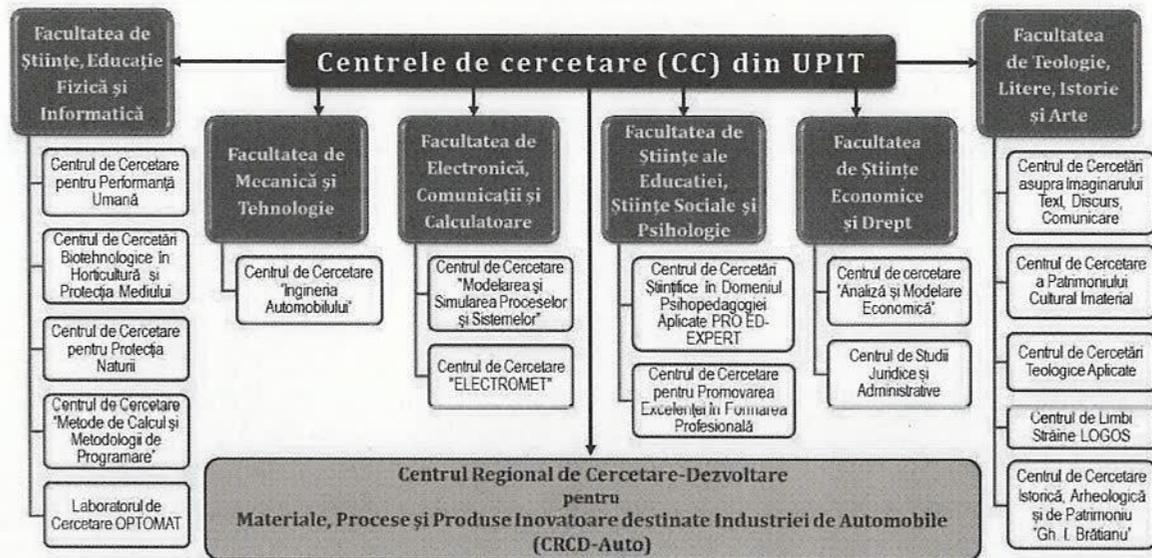 Centrele de cercetare (CC) din UPIT
Facultatea de
Științe, Educație
Fizică și
Informatică
Centrul de Cercetare
pentru Performanță
Umană
Centrul de Cercetări
Biotehnologice în
Horticultură si
Protecția Mediului
Centrul de Cercetare
pentru Protecția
Naturii
Centrul de Cercetare
"Metode de Calcul și
Metodologii de
Programare"
Laboratorul de
Cercetare OPTOMAT
Facultatea de
Mecanică și
Tehnologie
Centrul de Cercetare
"Ingineria
Automobilului"
Facultatea de
Electronică,
Comunicații și
Calculatoare
Centrul de Cercetare
"Modelarea și
Simularea Proceselor
și Sistemelor"
Centrul de Cercetare
"ELECTROMET"
Facultatea de
Științe ale
Educatiei,
Științe Sociale și
Psihologie
Centrul de Cercetări
Științifice în Domeniul
Psihopedagogiei
Aplicate PRO ED-
EXPERT
Centrul de Cercetare
pentru Promovarea
Excelenței în Formarea
Profesională
Facultatea
de Științe
Economice
și Drept
Centrul de cercetare
"Analiză și Modelare
Economică"
Centrul de Studii
Juridice și
Administrative
Facultatea
de Teologie,
Litere, Istorie
și Arte
Centrul de Cercetări
asupra Imaginarului
Text, Discurs,
Comunicare
Centrul de Cercetare
a Patrimoniului
Cultural Imaterial
Centrul de Cercetări
Teologice Aplicate
Centrul de Limbi
Străine LOGOS
Centrul de Cercetare
Istorică, Arheologică
și de Patrimoniu
"Gh. I. Brătianu"
Centrul Regional de Cercetare-Dezvoltare
pentru
Materiale, Procese și Produse Inovatoare destinate Industriei de Automobile
(CRCD-Auto)